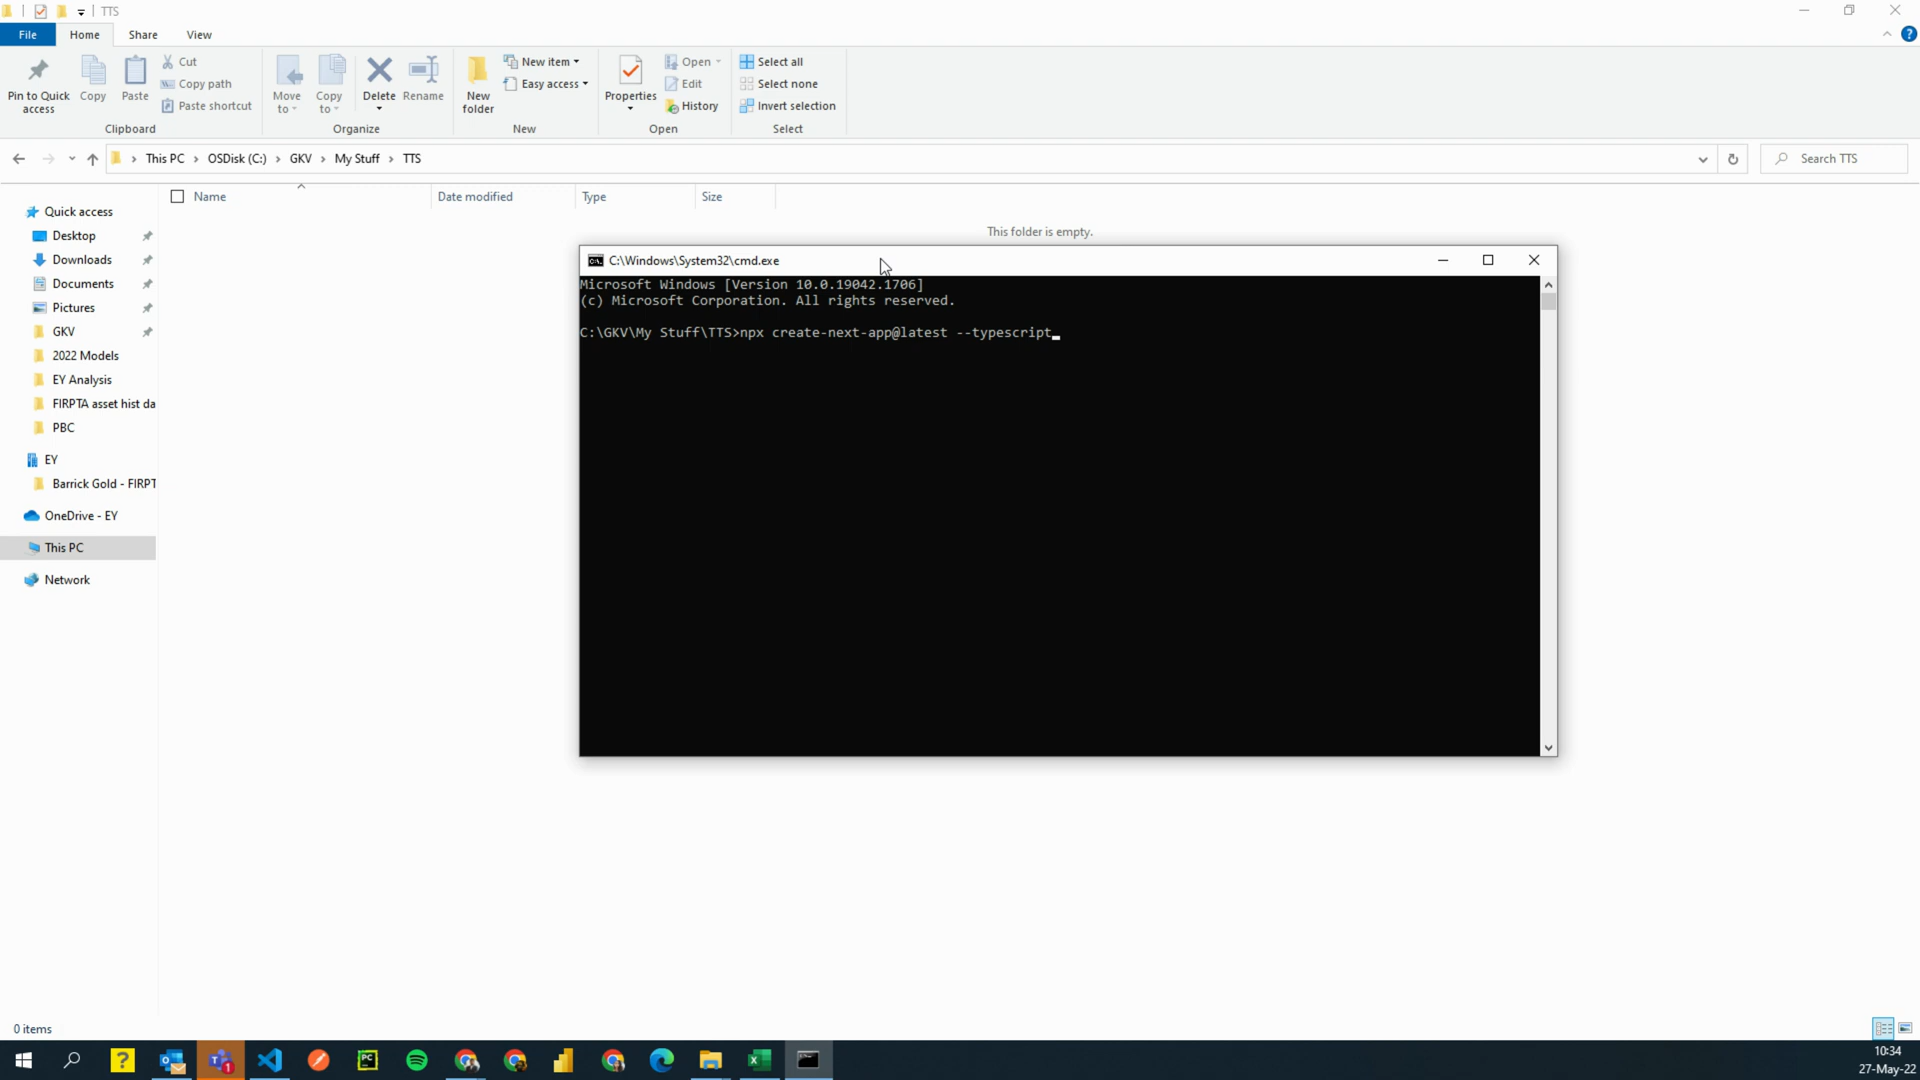 TTS
File Home Share View
Pin to Quick access
Copy
Paste
Cut
Copy path
Paste shortcut
Clipboard
Move to
Copy to
Delete
Rename
Organize
New folder
New item
Easy access
New
Properties
Open
Edit
History
Open
Select all
Select none
Invert selection
Select
This PC > OSDisk (C:) > GKV > My Stuff > TTS
Search TTS
Name Date modified Type Size
This folder is empty.
Quick access
Desktop
Downloads
Documents
Pictures
GKV
2022 Models
EY Analysis
FIRPTA asset hist da
PBC
EY
Barrick Gold - FIRPT
OneDrive - EY
This PC
Network
C:\Windows\System32\cmd.exe
Microsoft Windows [Version 10.0.19042.1706]
(c) Microsoft Corporation. All rights reserved.
C:\GKV\My Stuff\TTS>npx create-next-app@latest --typescript
0 items
10:34
27-May-22